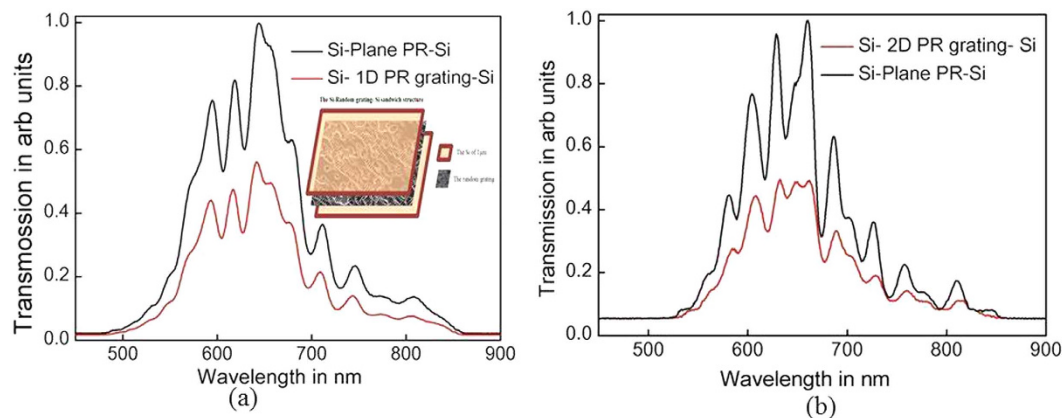 (a)
1.0
0.8
0.6
0.4
0.2
0.0
Transmossion in arb units
Si-Plane PR-Si
Si- 1D PR grating-Si
The Si-Random grating- Si sandwich structure
The Si of 2μm
The random grating
500
600
700
800
900
Wavelength in nm
(a)
(b)
1.0
0.8
0.6
0.4
0.2
0.0
Transmission in arb units
Si- 2D PR grating- Si
Si-Plane PR-Si
500
600
700
800
900
Wavelength in nm
(b)